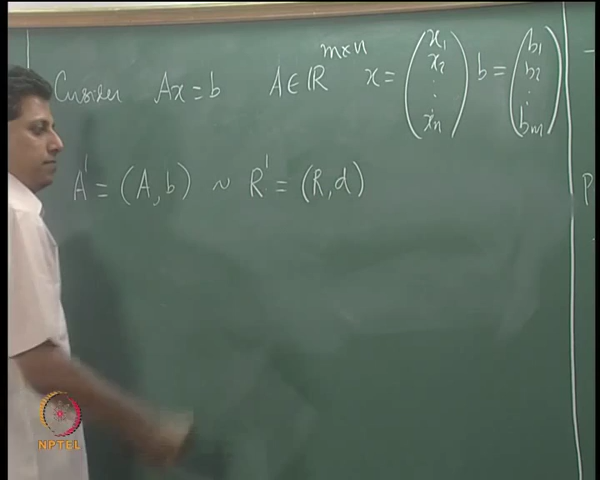 Consider Ax = b A ∈ ℝ^{m×n} x = (x₁ x₂ ⋮ xₙ) b = (b₁ b₂ ⋮ bₘ)
A' = (A, b) ~ R' = (R, d)
P
NPTEL